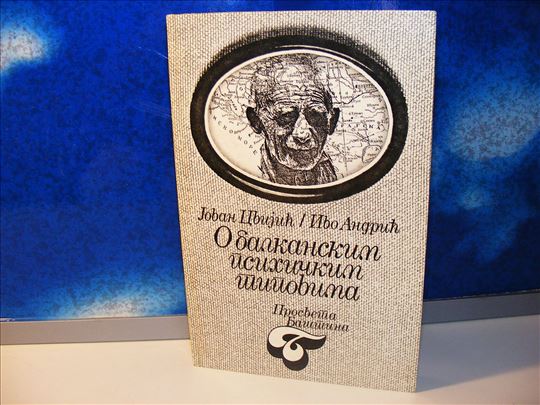 Јован Цвијић / Иво Андрић
О балканским
психичким
типовима
Просвета
Баштина